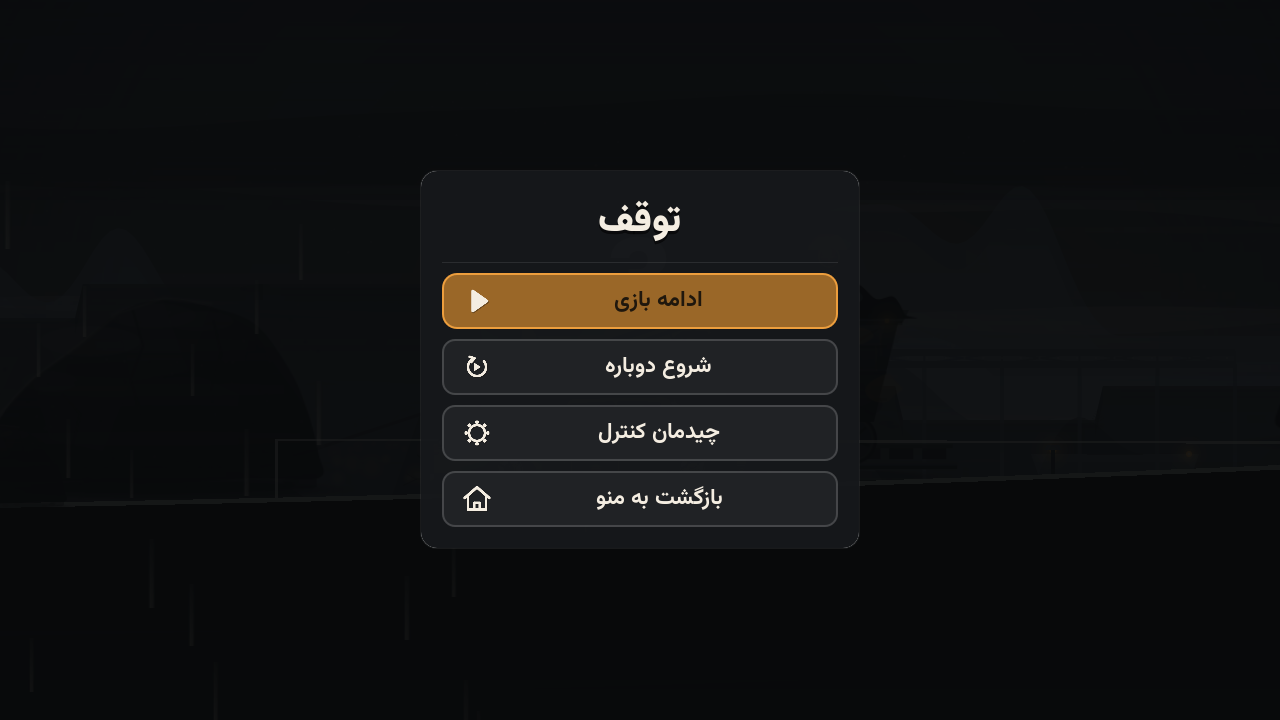 توقف
ادامه بازی
شروع دوباره
چیدمان کنترل
بازگشت به منو